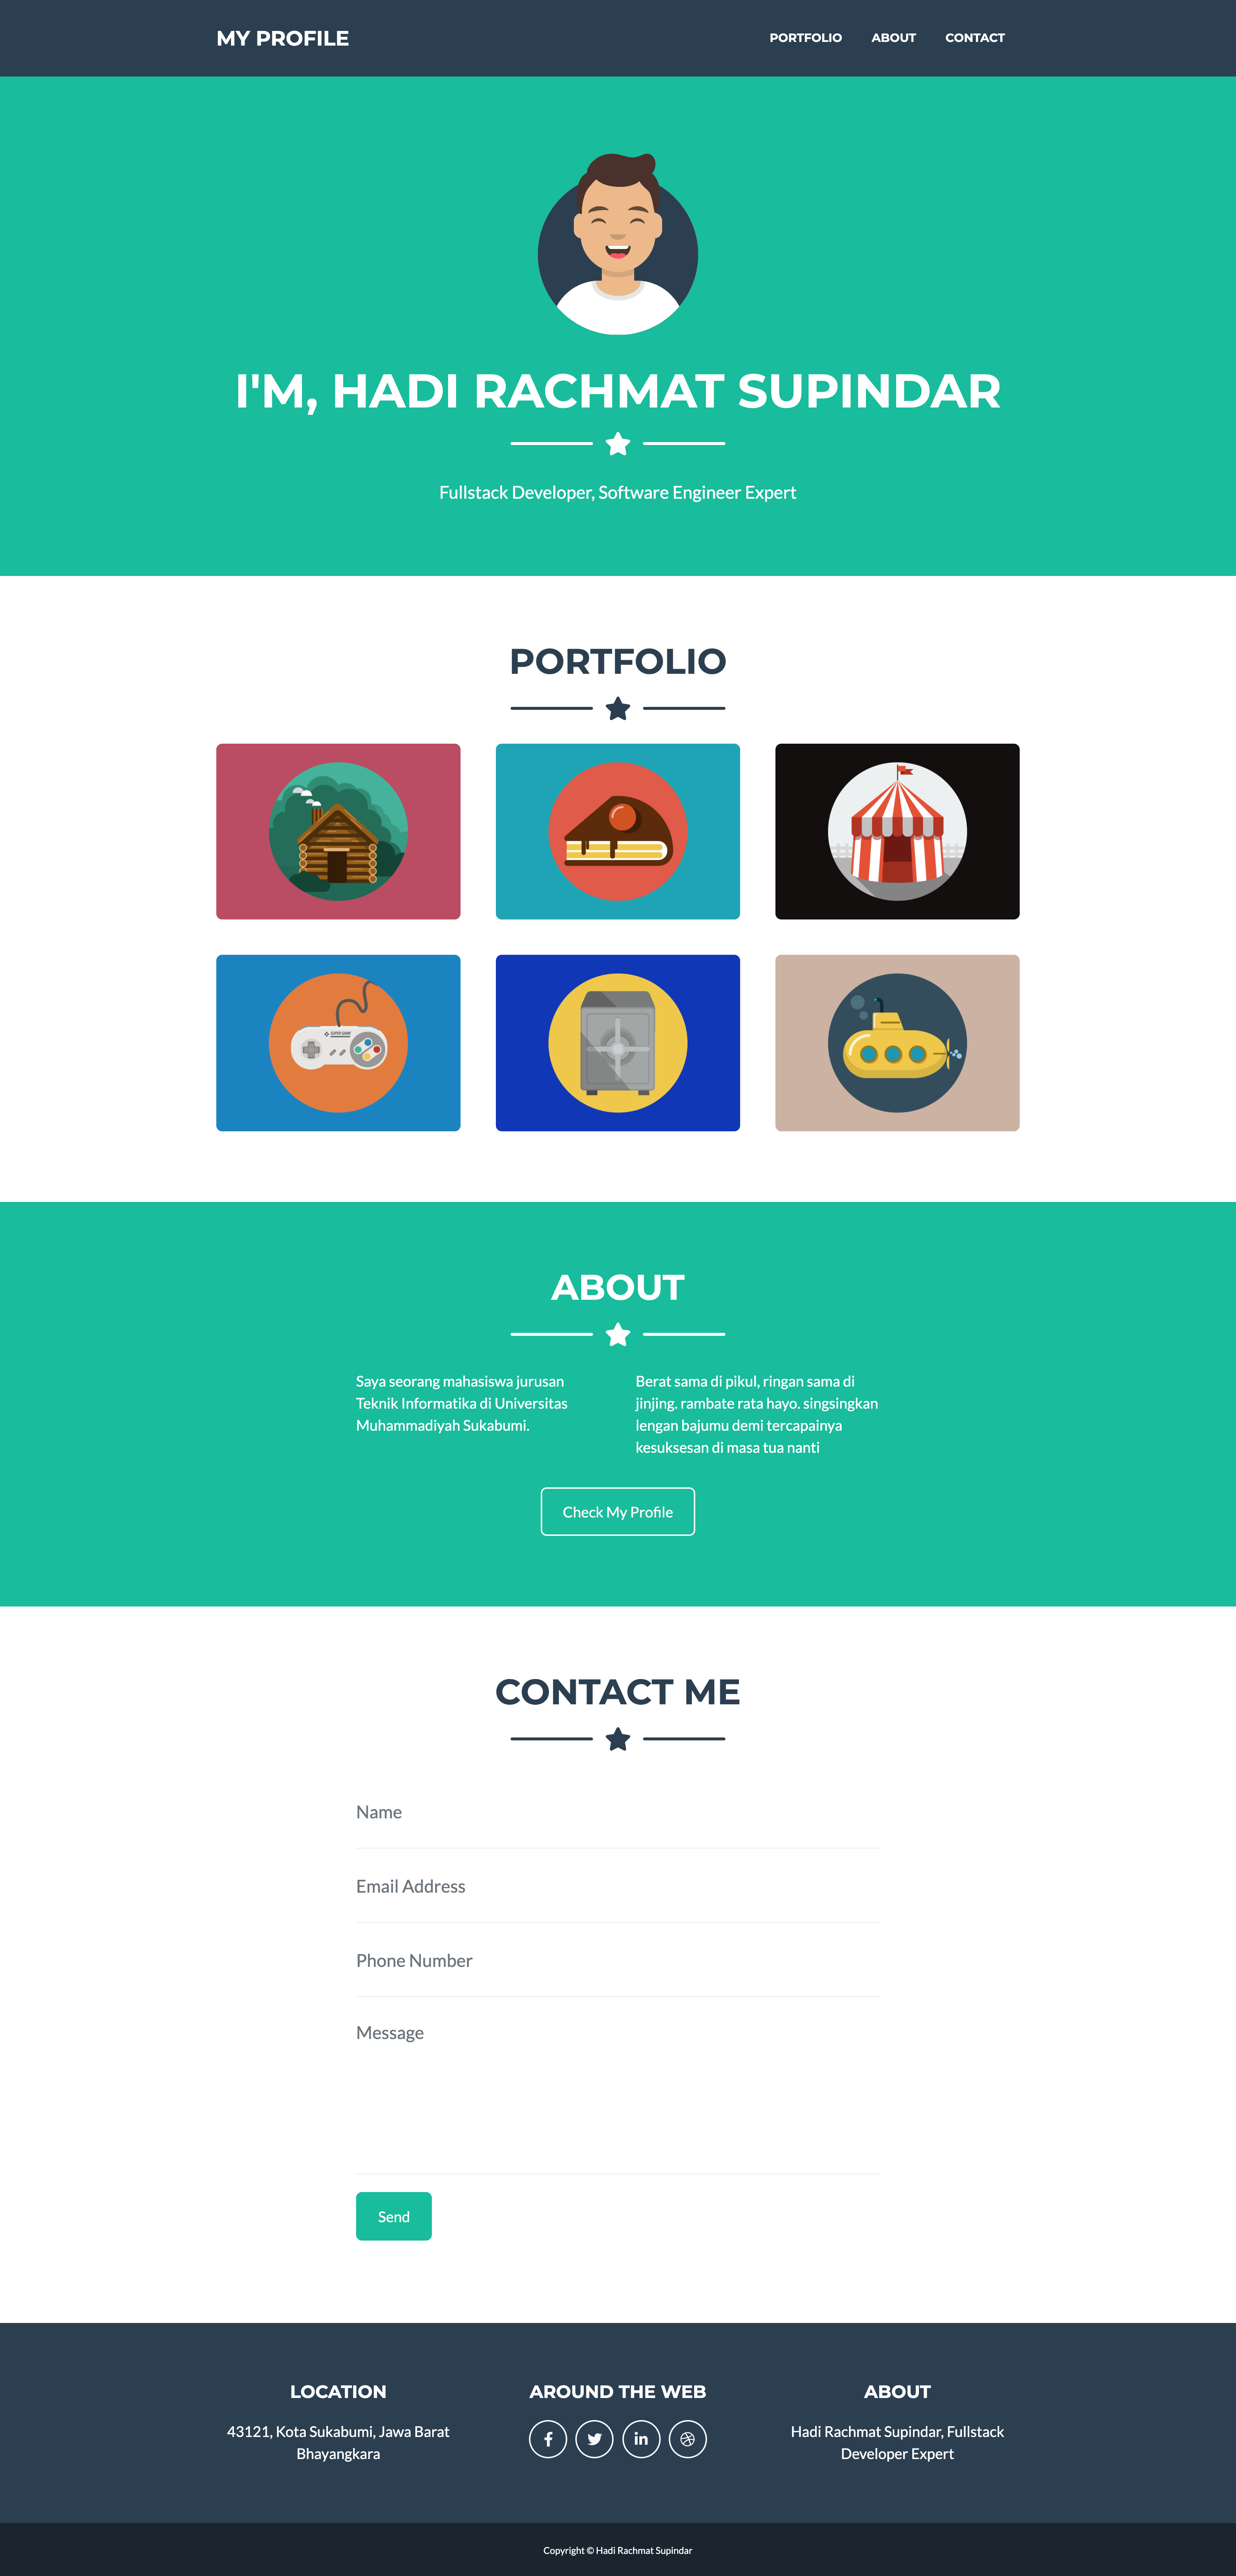 MY PROFILE
PORTFOLIO
ABOUT
CONTACT
I'M, HADI RACHMAT SUPINDAR
Fullstack Developer, Software Engineer Expert
PORTFOLIO
SUPER GAME
ABOUT
Saya seorang mahasiswa jurusan
Teknik Informatika di Universitas
Muhammadiyah Sukabumi.
Berat sama di pikul, ringan sama di
jinjing. rambate rata hayo. singsingkan
lengan bajumu demi tercapainya
kesuksesan di masa tua nanti
Check My Profile
CONTACT ME
Name
Email Address
Phone Number
Message
Send
LOCATION
43121, Kota Sukabumi, Jawa Barat
Bhayangkara
AROUND THE WEB
ABOUT
Hadi Rachmat Supindar, Fullstack
Developer Expert
Copyright © Hadi Rachmat Supindar